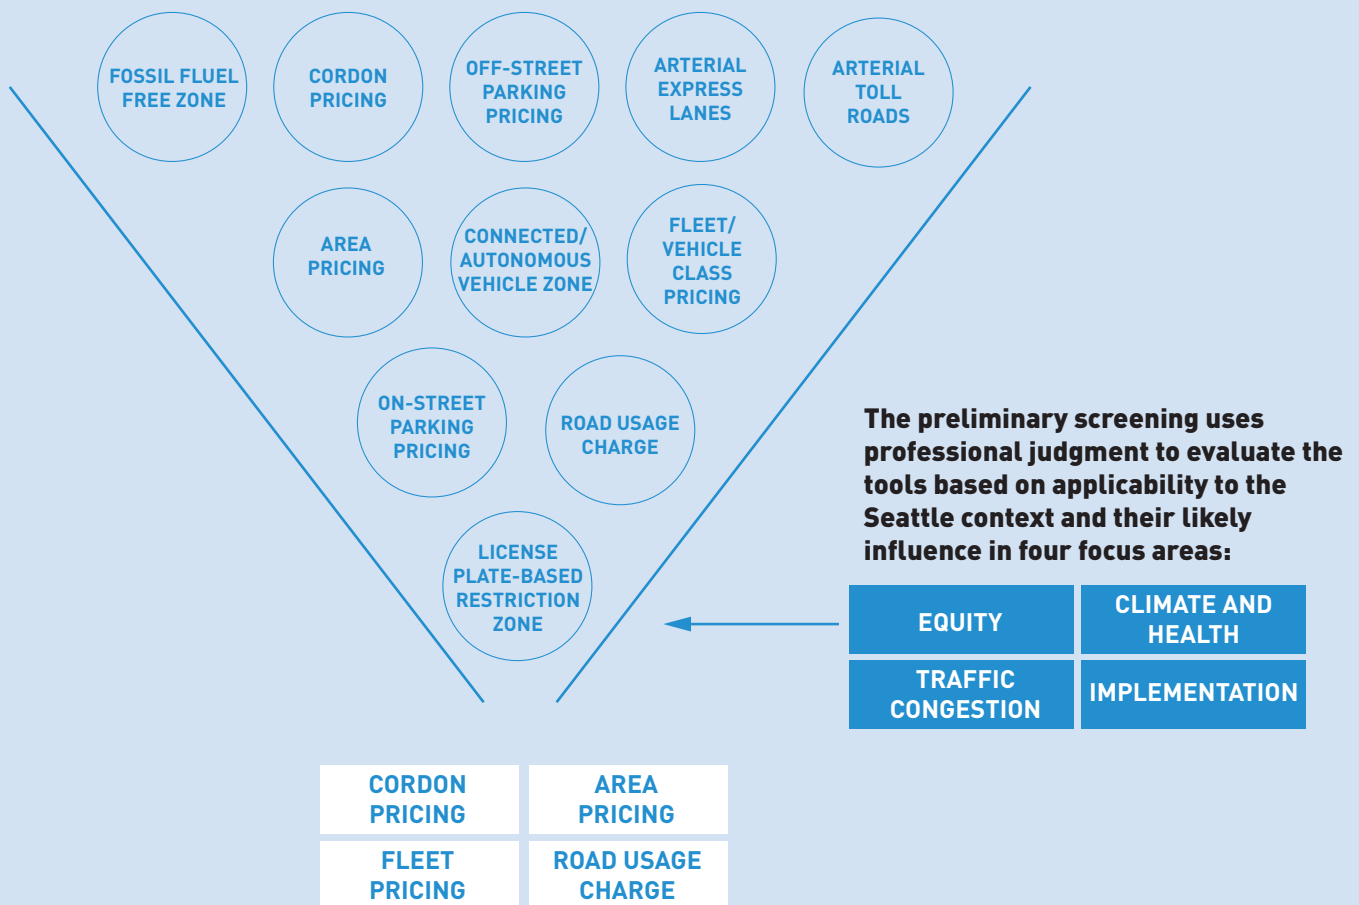 FOSSIL FLUEL
FREE ZONE
CORDON
PRICING
OFF-STREET
PARKING
PRICING
ARTERIAL
EXPRESS
LANES
ARTERIAL
TOLL
ROADS
AREA
PRICING
CONNECTED/
AUTONOMOUS
VEHICLE ZONE
FLEET/
VEHICLE
CLASS
PRICING
ON-STREET
PARKING
PRICING
ROAD USAGE
CHARGE
LICENSE
PLATE-BASED
RESTRICTION
ZONE
The preliminary screening uses
professional judgment to evaluate the
tools based on applicability to the
Seattle context and their likely
influence in four focus areas:
EQUITY
CLIMATE AND
HEALTH
TRAFFIC
CONGESTION
IMPLEMENTATION
CORDON
PRICING
AREA
PRICING
FLEET
PRICING
ROAD USAGE
CHARGE